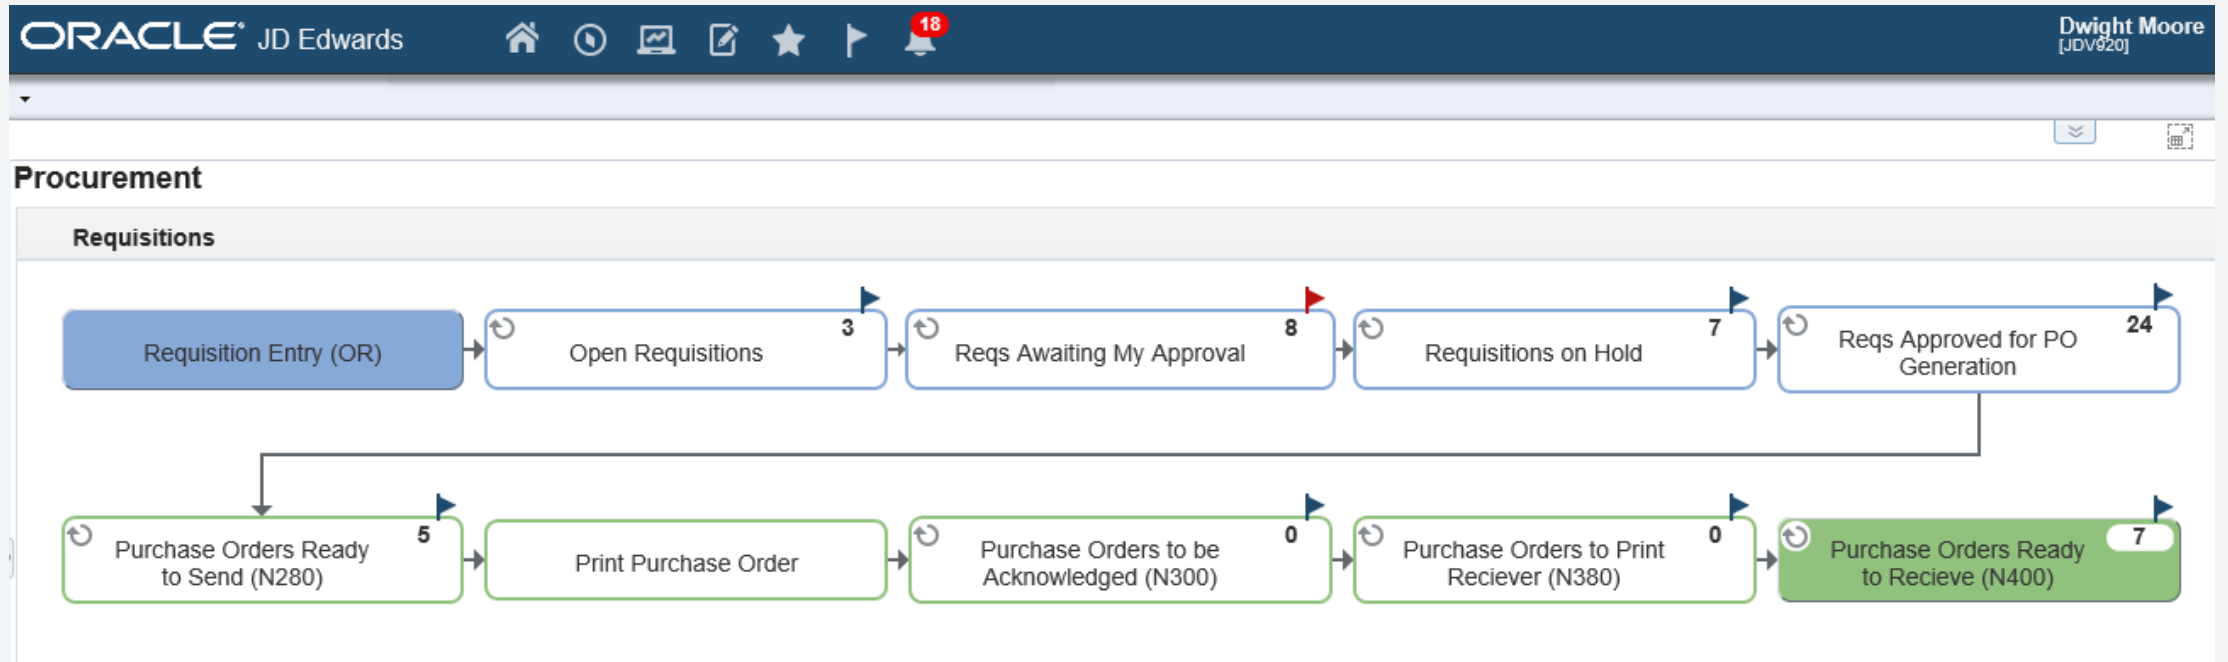 ORACLE JD Edwards
18
Dwight Moore
[JDV920]
Procurement
Requisitions
Requisition Entry (OR)
3
Open Requisitions
8
Reqs Awaiting My Approval
7
Requisitions on Hold
24
Reqs Approved for PO
Generation
5
Purchase Orders Ready
to Send (N280)
Print Purchase Order
0
Purchase Orders to be
Acknowledged (N300)
0
Purchase Orders to Print
Reciever (N380)
7
Purchase Orders Ready
to Recieve (N400)